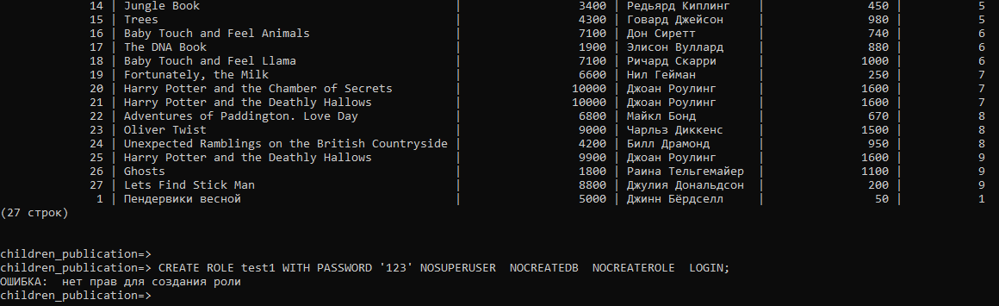 14 | Jungle Book | 3400 | Редьярд Киплинг | 450 | 5
15 | Trees | 4300 | Говард Джейсон | 980 | 5
16 | Baby Touch and Feel Animals | 7100 | Дон Сиретт | 740 | 6
17 | The DNA Book | 1900 | Элисон Вуллард | 880 | 6
18 | Baby Touch and Feel Llama | 7100 | Ричард Скарри | 1000 | 6
19 | Fortunately, the Milk | 6600 | Нил Гейман | 250 | 7
20 | Harry Potter and the Chamber of Secrets | 10000 | Джоан Роулинг | 1600 | 7
21 | Harry Potter and the Deathly Hallows | 10000 | Джоан Роулинг | 1600 | 7
22 | Adventures of Paddington. Love Day | 6800 | Майкл Бонд | 670 | 8
23 | Oliver Twist | 9000 | Чарльз Диккенс | 1500 | 8
24 | Unexpected Ramblings on the British Countryside | 4200 | Билл Драмонд | 950 | 8
25 | Harry Potter and the Deathly Hallows | 9900 | Джоан Роулинг | 1600 | 9
26 | Ghosts | 1800 | Раина Тельгемайер | 1100 | 9
27 | Lets Find Stick Man | 8800 | Джулия Дональдсон | 200 | 9
1 | Пендервики весной | 5000 | Джинн Бёрдселл | 50 | 1
(27 строк)
children_publication=>
children_publication=> CREATE ROLE test1 WITH PASSWORD '123' NOSUPERUSER  NOCREATEDB  NOCREATEROLE  LOGIN;
ОШИБКА:  нет прав для создания роли
children_publication=>